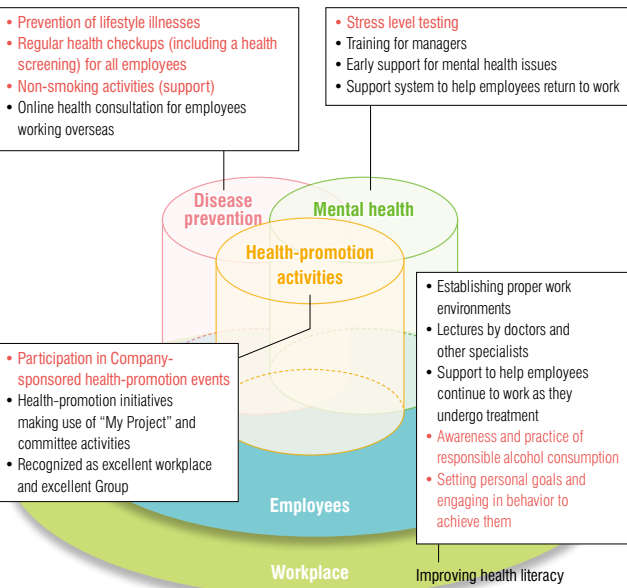 • Prevention of lifestyle illnesses
• Regular health checkups (including a health
screening) for all employees
• Non-smoking activities (support)
• Online health consultation for employees
working overseas
• Stress level testing
• Training for managers
• Early support for mental health issues
• Support system to help employees return to work
Disease
prevention
Mental health
Health-promotion
activities
• Establishing proper work
environments
• Lectures by doctors and
other specialists
• Support to help employees
continue to work as they
undergo treatment
• Awareness and practice of
responsible alcohol consumption
• Setting personal goals and
engaging in behavior to
achieve them
• Participation in Company-
sponsored health-promotion events
• Health-promotion initiatives
making use of “My Project” and
committee activities
• Recognized as excellent workplace
and excellent Group
Employees
Workplace
Improving health literacy